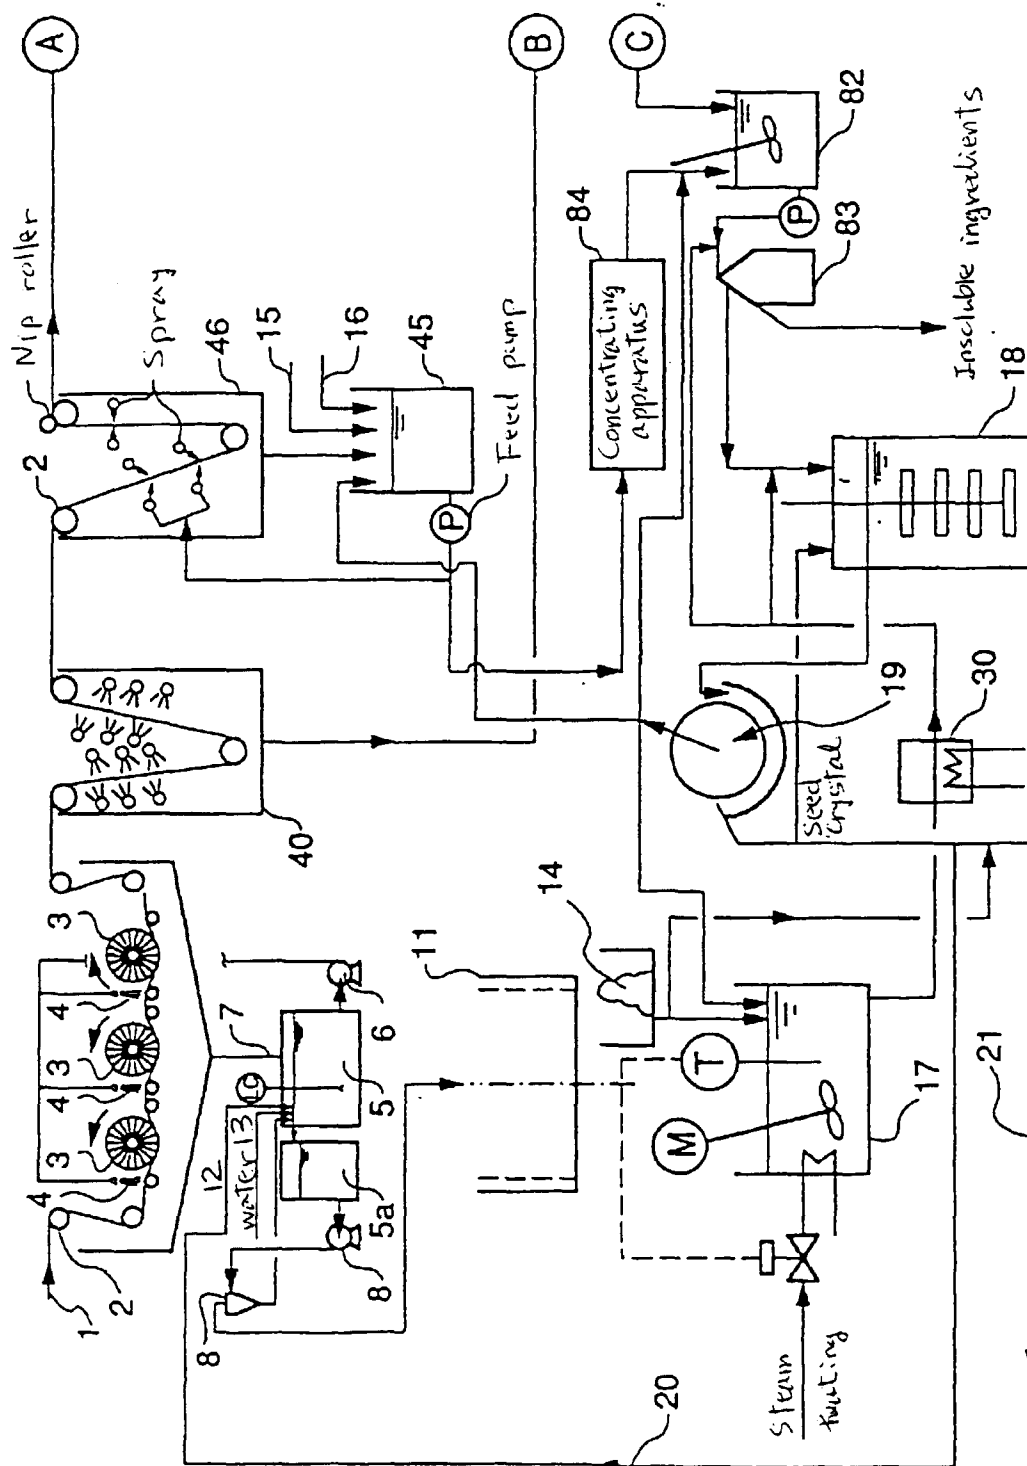 A
Nip roller
Spray
2
46
15
16
45
Feed pump
P
B
C
84
Concentrating
apparatus
82
P
83
Insoluble ingredients
18
40
19
Seed
Crystal
30
3
3
3
4
4
4
1
2
7
LC
12
water
13
5
5a
6
8
8
11
14
T
M
17
Steam
heating
20
21